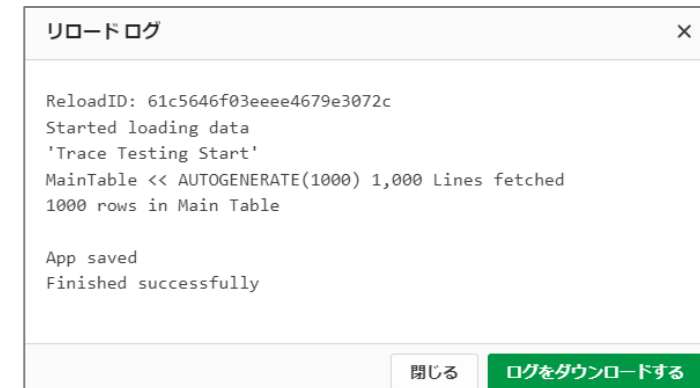 リロード ログ
×
ReloadID: 61c5646f03eeee4679e3072c
Started loading data
'Trace Testing Start'
MainTable << AUTOGENERATE(1000) 1,000 Lines fetched
1000 rows in Main Table
App saved
Finished successfully
閉じる
ログをダウンロードする